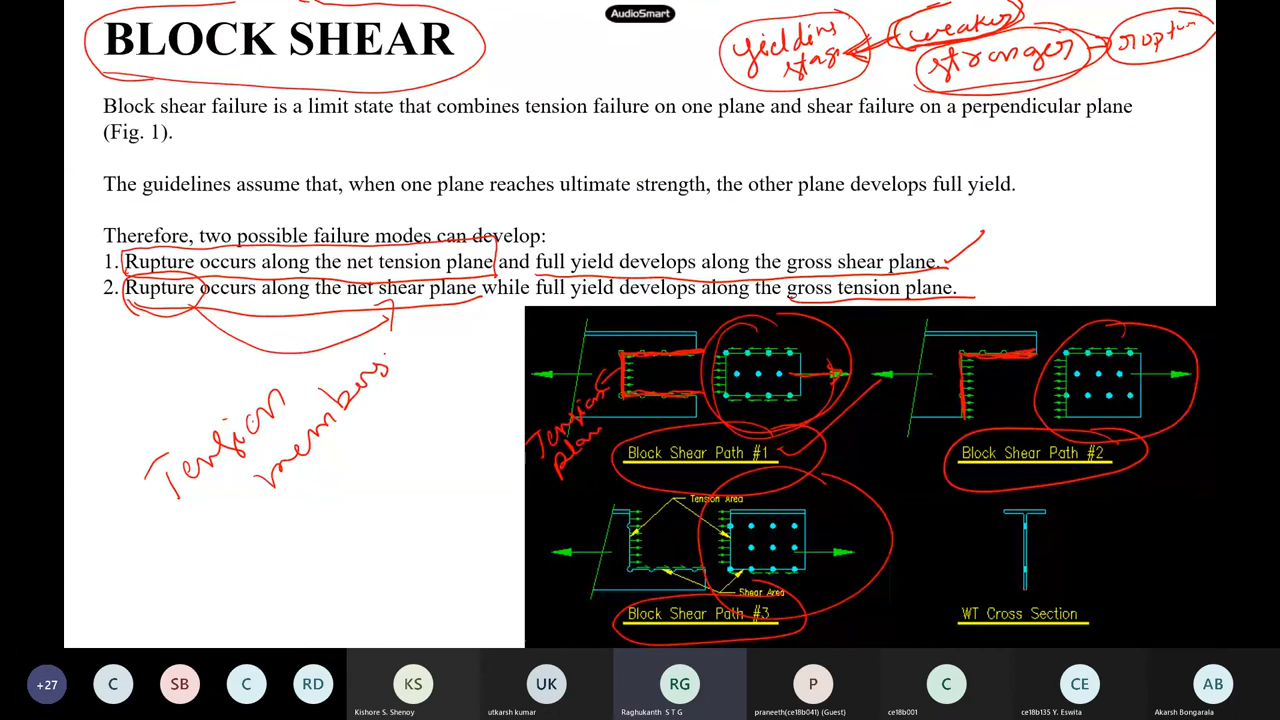 AudioSmart
BLOCK SHEAR
yielding
stage
weaker
stronger
rupture
Block shear failure is a limit state that combines tension failure on one plane and shear failure on a perpendicular plane
(Fig. 1).
The guidelines assume that, when one plane reaches ultimate strength, the other plane develops full yield.
Therefore, two possible failure modes can develop:
1. Rupture occurs along the net tension plane and full yield develops along the gross shear plane.
2. Rupture occurs along the net shear plane while full yield develops along the gross tension plane.
Tension
members
Tension
plan
Block Shear Path #1
Block Shear Path #2
Tension Area
Shear Area
Block Shear Path #3
WT Cross Section
+27
C
SB
C
RD
KS
UK
RG
P
C
CE
AB
Kishore S. Shenoy
utkarsh kumar
Raghukanth S T G
praneeth(ce18b041) (Guest)
ce18b001
ce18b135 Y. Eswita
Akarsh Bongarala